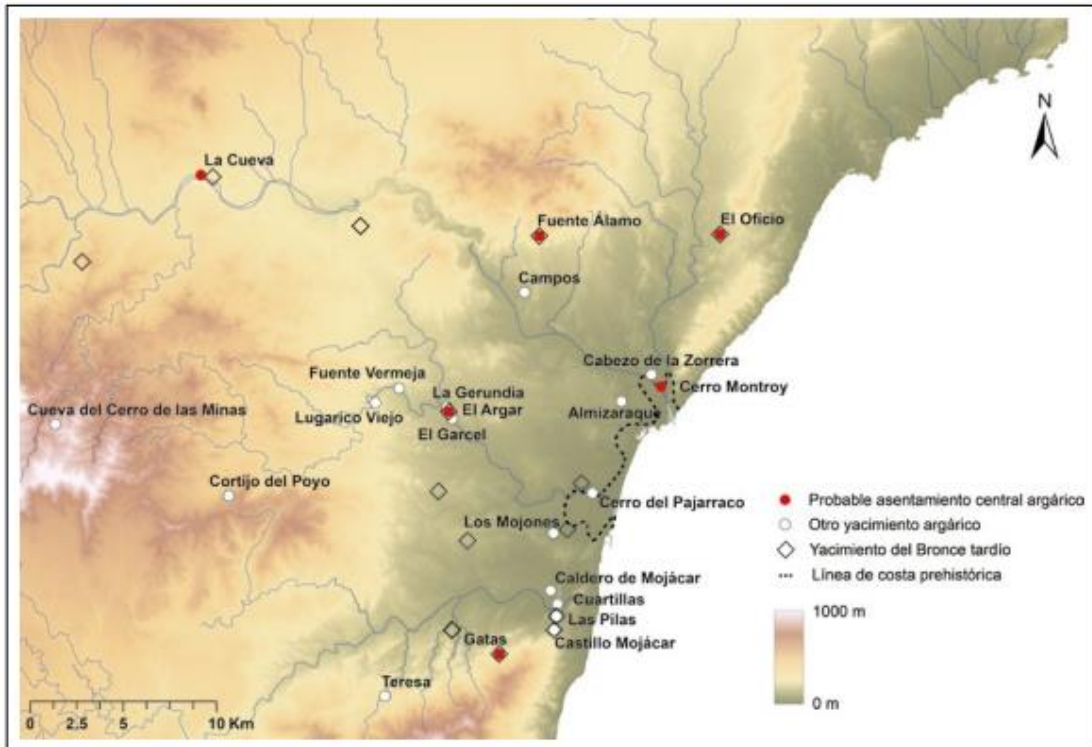 N
La Cueva
Fuente Álamo
El Oficio
Campos
Cabezo de la Zorrera
Fuente Vermeja
Cerro Montroy
La Gerundia
Cueva del Cerro de las Minas
Lugarico Viejo
El Argar
Almizaraque
El Garcel
Cortijo del Poyo
Cerro del Pajarraco
Los Mojones
Caldero de Mojácar
Cuartillas
Las Pilas
Gatas
Castillo Mojácar
Teresa
Probable asentamiento central argárico
Otro yacimiento argárico
Yacimiento del Bronce tardío
Línea de costa prehistórica
1000 m
0 m
0 2.5 5 10 Km